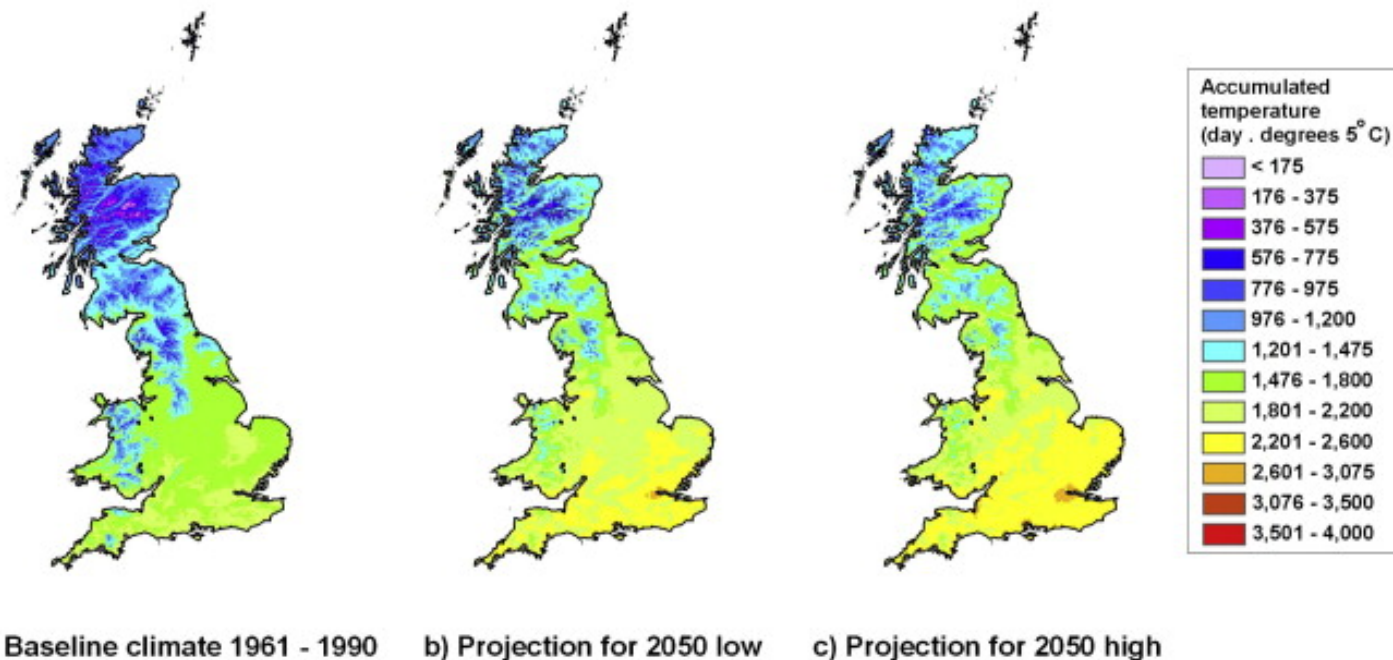 Accumulated
temperature
(day . degrees 5°C)
< 175
176 - 375
376 - 575
576 - 775
776 - 975
976 - 1,200
1,201 - 1,475
1,476 - 1,800
1,801 - 2,200
2,201 - 2,600
2,601 - 3,075
3,076 - 3,500
3,501 - 4,000
Baseline climate 1961 - 1990
b) Projection for 2050 low
c) Projection for 2050 high